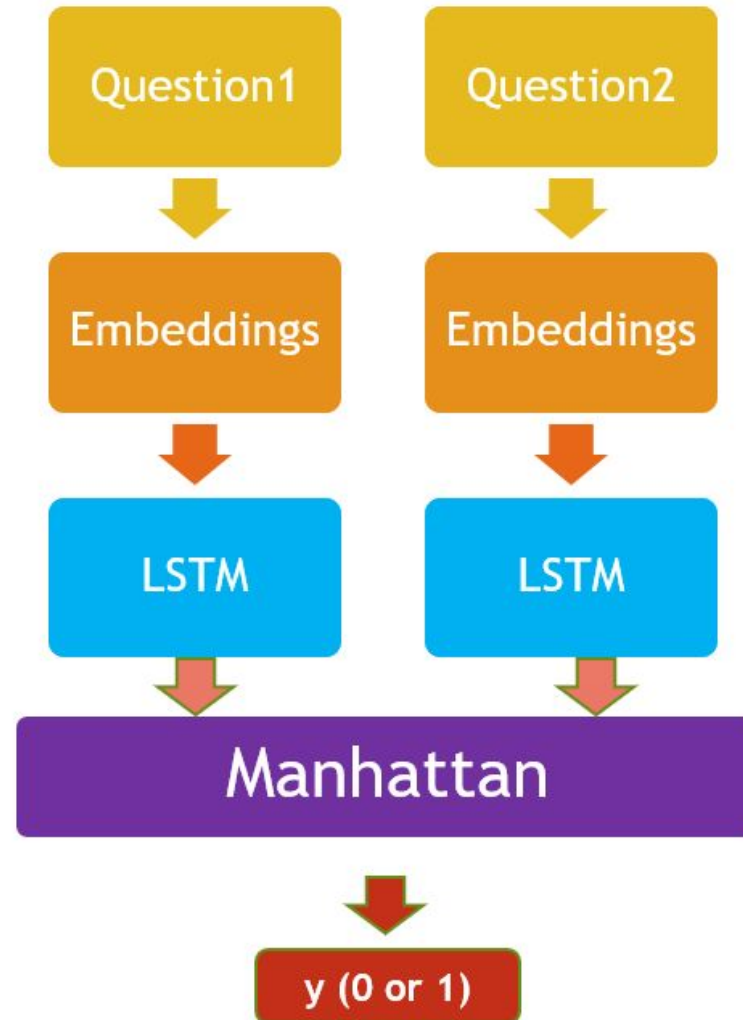 Question1
Question2
Embeddings
Embeddings
LSTM
LSTM
Manhattan
y (0 or 1)